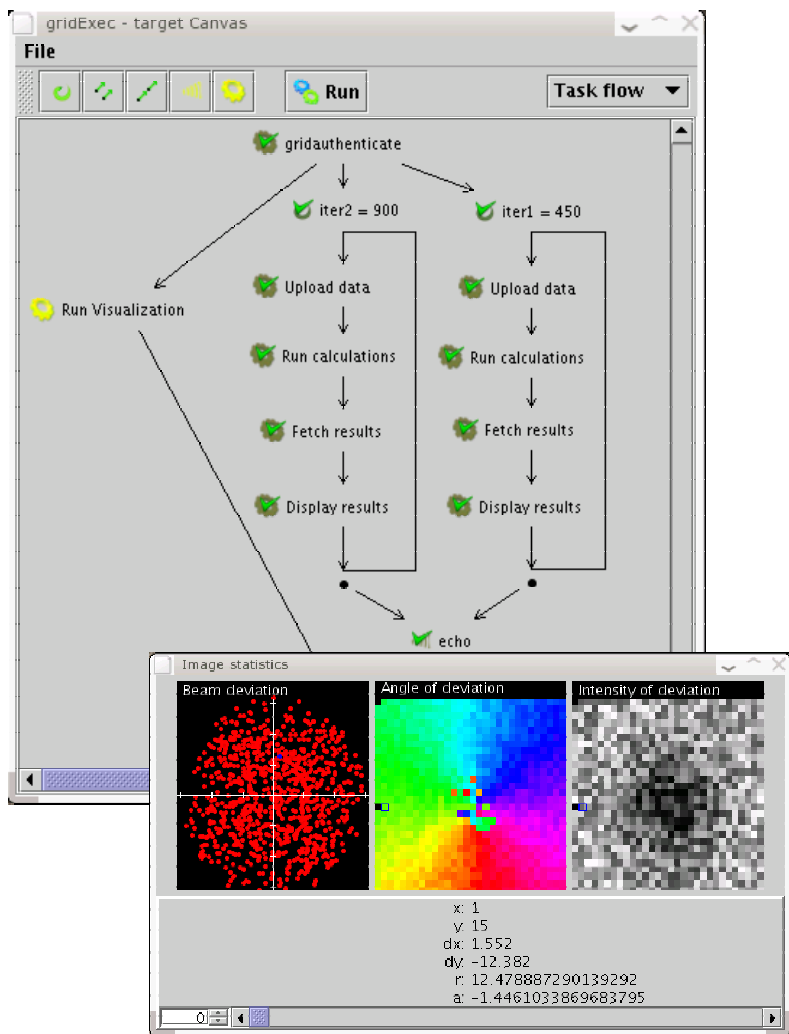 gridExec - target Canvas
File
Run
Task flow
gridauthenticate
iter2 = 900
iter1 = 450
Upload data
Upload data
Run Visualization
Run calculations
Run calculations
Fetch results
Fetch results
Display results
Display results
echo
Image statistics
Beam deviation
Angle of deviation
Intensity of deviation
x: 1
y: 15
dx: 1.552
dy: -12.382
r: 12.478887290139292
a: -1.4461033869683795
0